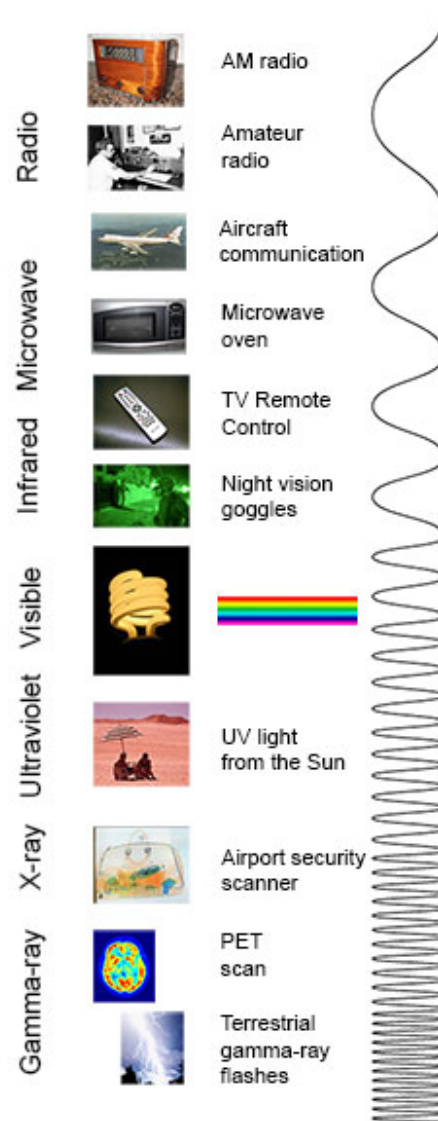 Radio
AM radio
Amateur
radio
Aircraft
communication
Microwave
Microwave
oven
Infrared
TV Remote
Control
Night vision
goggles
Visible
Ultraviolet
UV light
from the Sun
X-ray
Airport security
scanner
Gamma-ray
PET
scan
Terrestrial
gamma-ray
flashes